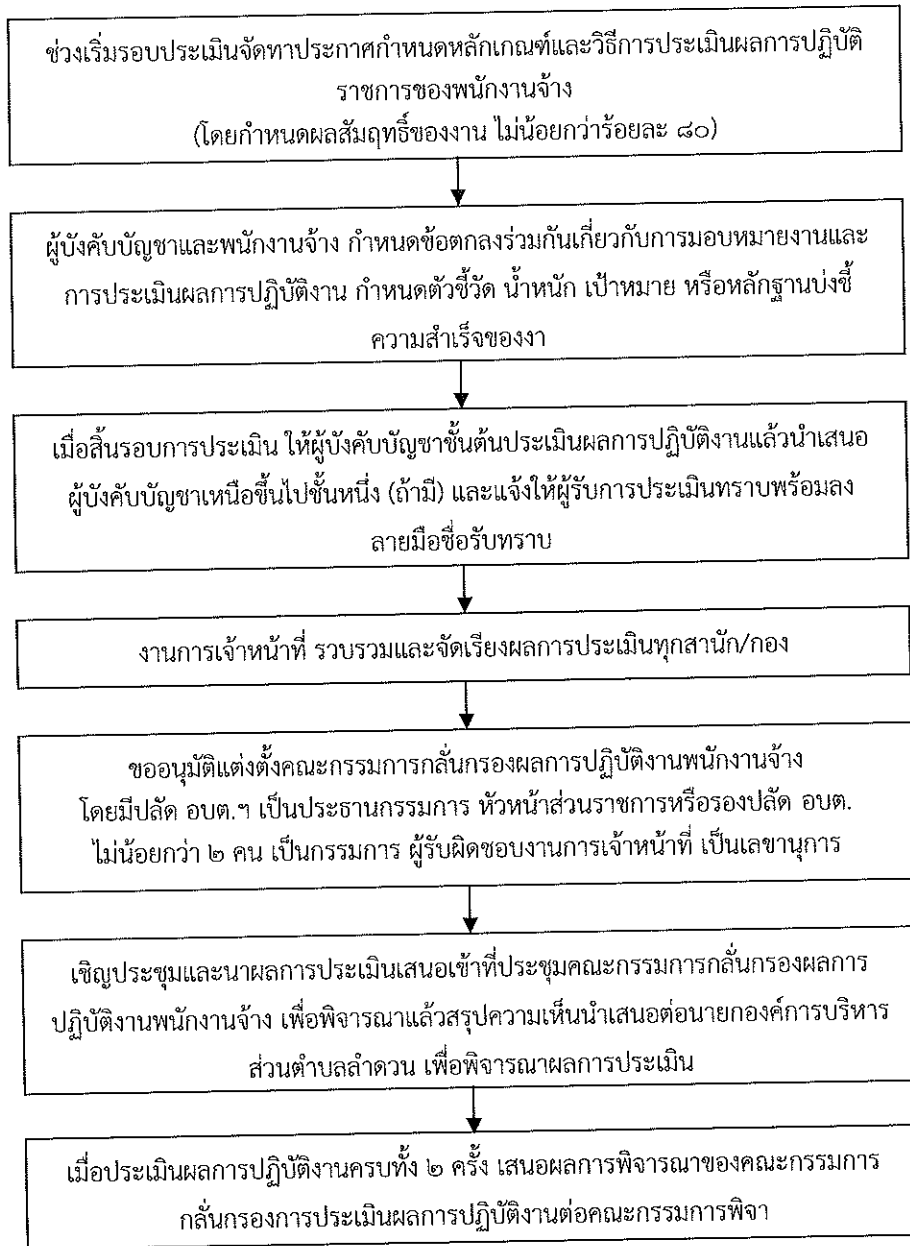 ช่วงเริ่มรอบประเมินจัดทาประกาศกำหนดหลักเกณฑ์และวิธีการประเมินผลการปฏิบัติ
ราชการของพนักงานจ้าง
(โดยกำหนดผลสัมฤทธิ์ของงาน ไม่น้อยกว่าร้อยละ ๘๐)
ผู้บังคับบัญชาและพนักงานจ้าง กำหนดข้อตกลงร่วมกันเกี่ยวกับการมอบหมายงานและ
การประเมินผลการปฏิบัติงาน กำหนดตัวชี้วัด น้ำหนัก เป้าหมาย หรือหลักฐานบ่งชี้
ความสำเร็จของงา
เมื่อสิ้นรอบการประเมิน ให้ผู้บังคับบัญชาชั้นต้นประเมินผลการปฏิบัติงานแล้วนำเสนอ
ผู้บังคับบัญชาเหนือขึ้นไปชั้นหนึ่ง (ถ้ามี) และแจ้งให้ผู้รับการประเมินทราบพร้อมลง
ลายมือชื่อรับทราบ
งานการเจ้าหน้าที่ รวบรวมและจัดเรียงผลการประเมินทุกสานัก/กอง
ขออนุมัติแต่งตั้งคณะกรรมการกลั่นกรองผลการปฏิบัติงานพนักงานจ้าง
โดยมีปลัด อบต.ฯ เป็นประธานกรรมการ หัวหน้าส่วนราชการหรือรองปลัด อบต.
ไม่น้อยกว่า ๒ คน เป็นกรรมการ ผู้รับผิดชอบงานการเจ้าหน้าที่ เป็นเลขานุการ
เชิญประชุมและนาผลการประเมินเสนอเข้าที่ประชุมคณะกรรมการกลั่นกรองผลการ
ปฏิบัติงานพนักงานจ้าง เพื่อพิจารณาแล้วสรุปความเห็นนำเสนอต่อนายกองค์การบริหาร
ส่วนตำบลลำดวน เพื่อพิจารณาผลการประเมิน
เมื่อประเมินผลการปฏิบัติงานครบทั้ง ๒ ครั้ง เสนอผลการพิจารณาของคณะกรรมการ
กลั่นกรองการประเมินผลการปฏิบัติงานต่อคณะกรรมการพิจา